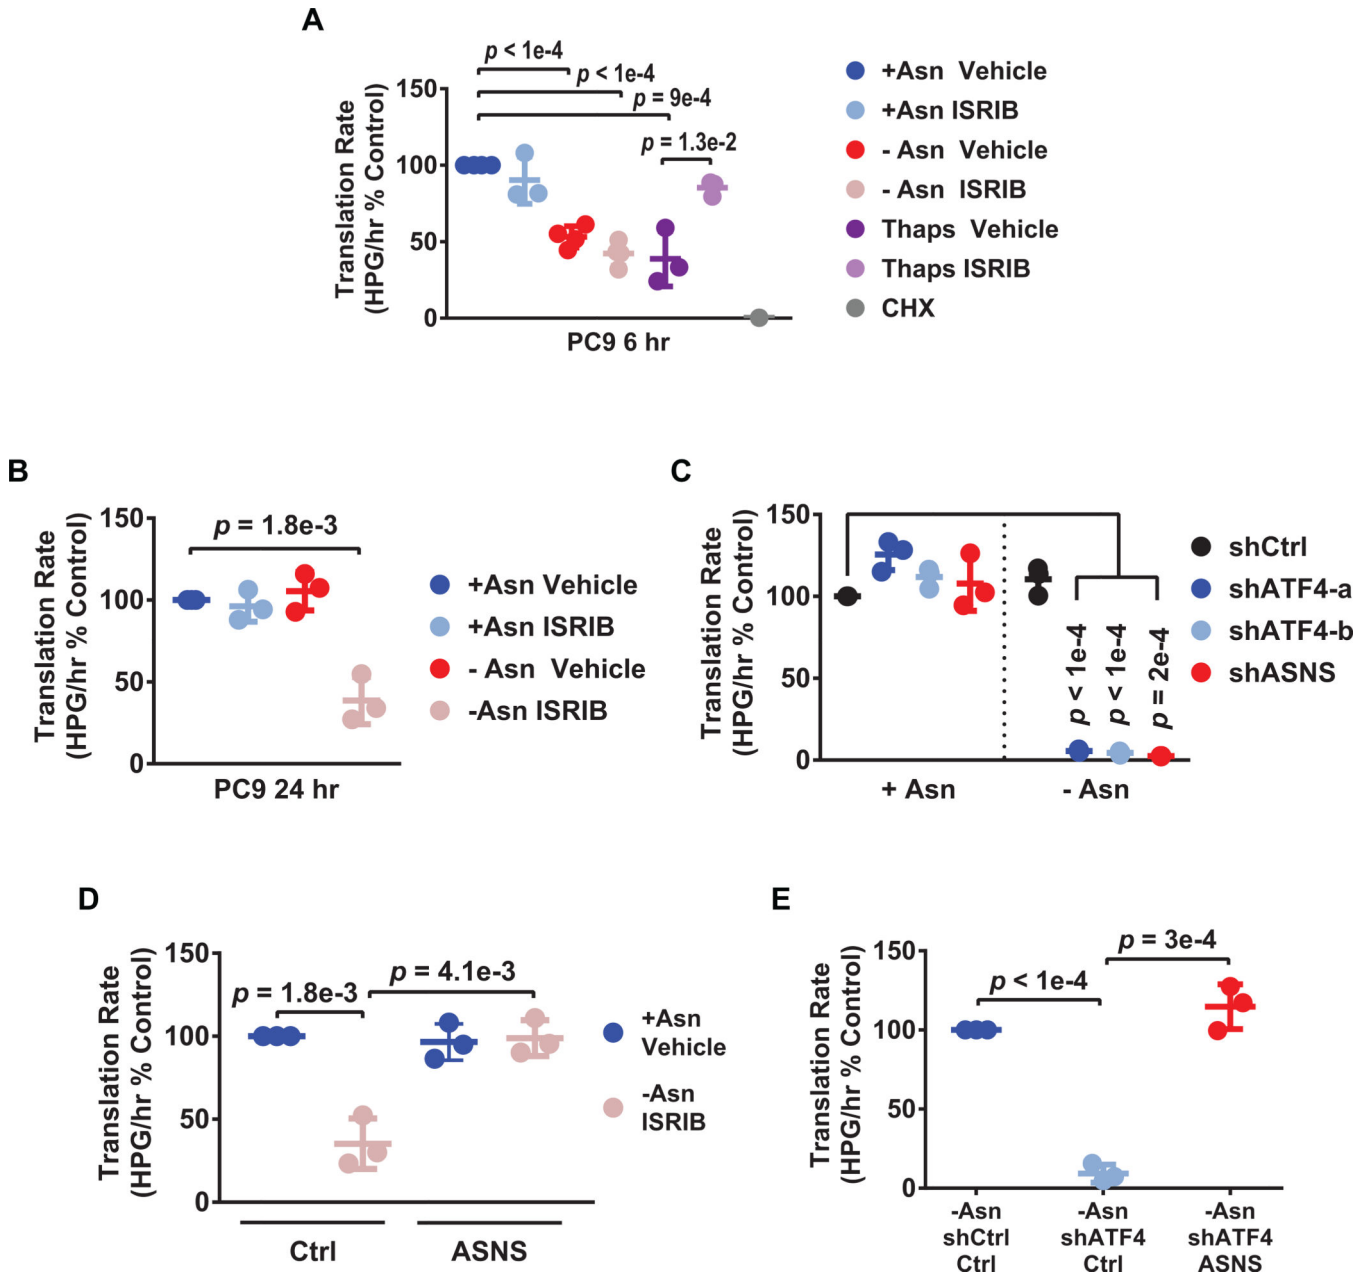 A
p < 1e-4
p < 1e-4
p = 9e-4
p = 1.3e-2
Translation Rate
(HPG/hr % Control)
150
100
50
0
PC9 6 hr
+Asn Vehicle
+Asn ISRIB
- Asn Vehicle
- Asn ISRIB
Thaps Vehicle
Thaps ISRIB
CHX
B
p = 1.8e-3
Translation Rate
(HPG/hr % Control)
150
100
50
0
PC9 24 hr
+Asn Vehicle
+Asn ISRIB
- Asn Vehicle
-Asn ISRIB
C
Translation Rate
(HPG/hr % Control)
150
100
50
0
p < 1e-4
p < 1e-4
p = 2e-4
+ Asn
- Asn
shCtrl
shATF4-a
shATF4-b
shASNS
D
Translation Rate
(HPG/hr % Control)
150
100
50
0
p = 1.8e-3
p = 4.1e-3
Ctrl
ASNS
+Asn
Vehicle
-Asn
ISRIB
E
Translation Rate
(HPG/hr % Control)
150
100
50
0
p < 1e-4
p = 3e-4
-Asn
shCtrl
Ctrl
-Asn
shATF4
Ctrl
-Asn
shATF4
ASNS